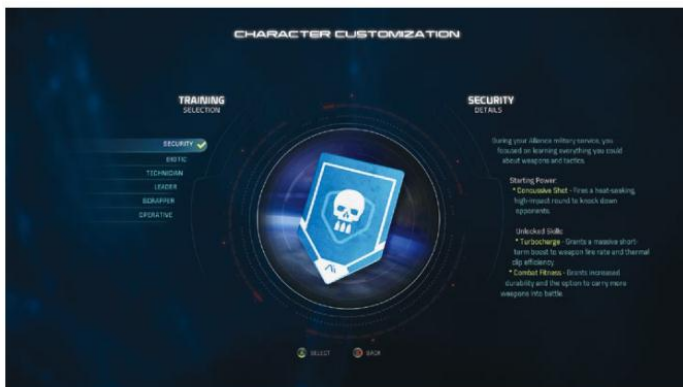 CHARACTER CUSTOMIZATION
TRAINING
SELECTION
SECURITY
BIOTIC
TECHNICIAN
LEADER
SCRAPPER
OPERATIVE
SECURITY
DETAILS
During your Alliance military service, you
focused on learning everything you could
about weapons and tactics.
Starting Power:
* Concussive Shot - Fires a heat-seeking,
high-impact round to knock down
opponents.
Unlocked Skills:
* Turbocharge - Grants a massive short-
term boost to weapon fire rate and thermal
clip efficiency.
* Combat Fitness - Grants increased
durability and the option to carry more
weapons into battle.
SELECT
BACK